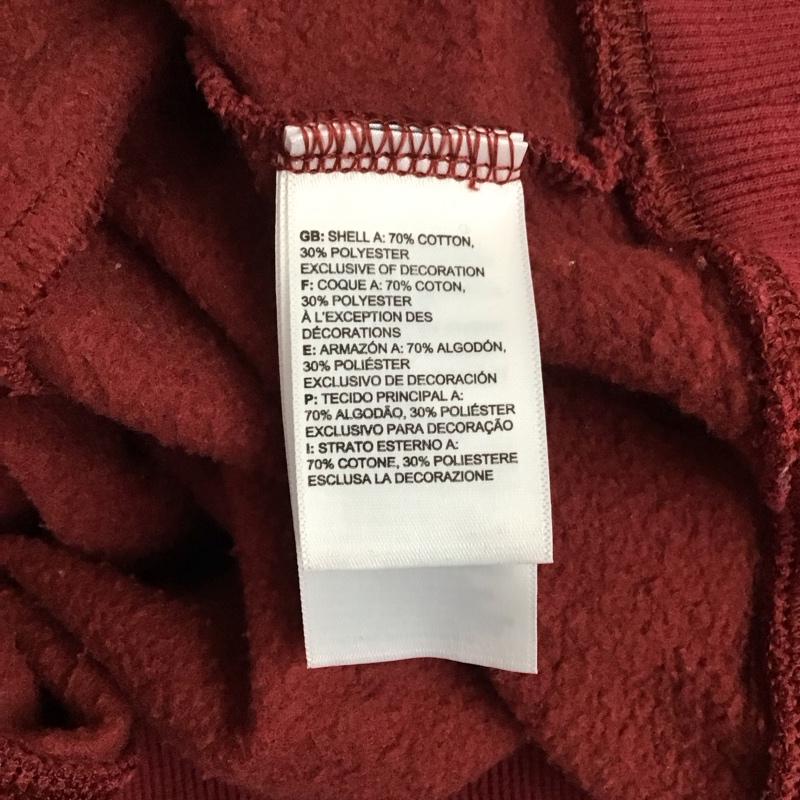 GB: SHELL A: 70% COTTON,
30% POLYESTER
EXCLUSIVE OF DECORATION
F: COQUE A: 70% COTON,
30% POLYESTER
À L'EXCEPTION DES
DÉCORATIONS
E: ARMAZÓN A: 70% ALGODÓN,
30% POLIÉSTER
EXCLUSIVO DE DECORACIÓN
P: TECIDO PRINCIPAL A:
70% ALGODÃO, 30% POLIÉSTER
EXCLUSIVO PARA DECORAÇÃO
I: STRATO ESTERNO A:
70% COTONE, 30% POLIESTERE
ESCLUSA LA DECORAZIONE